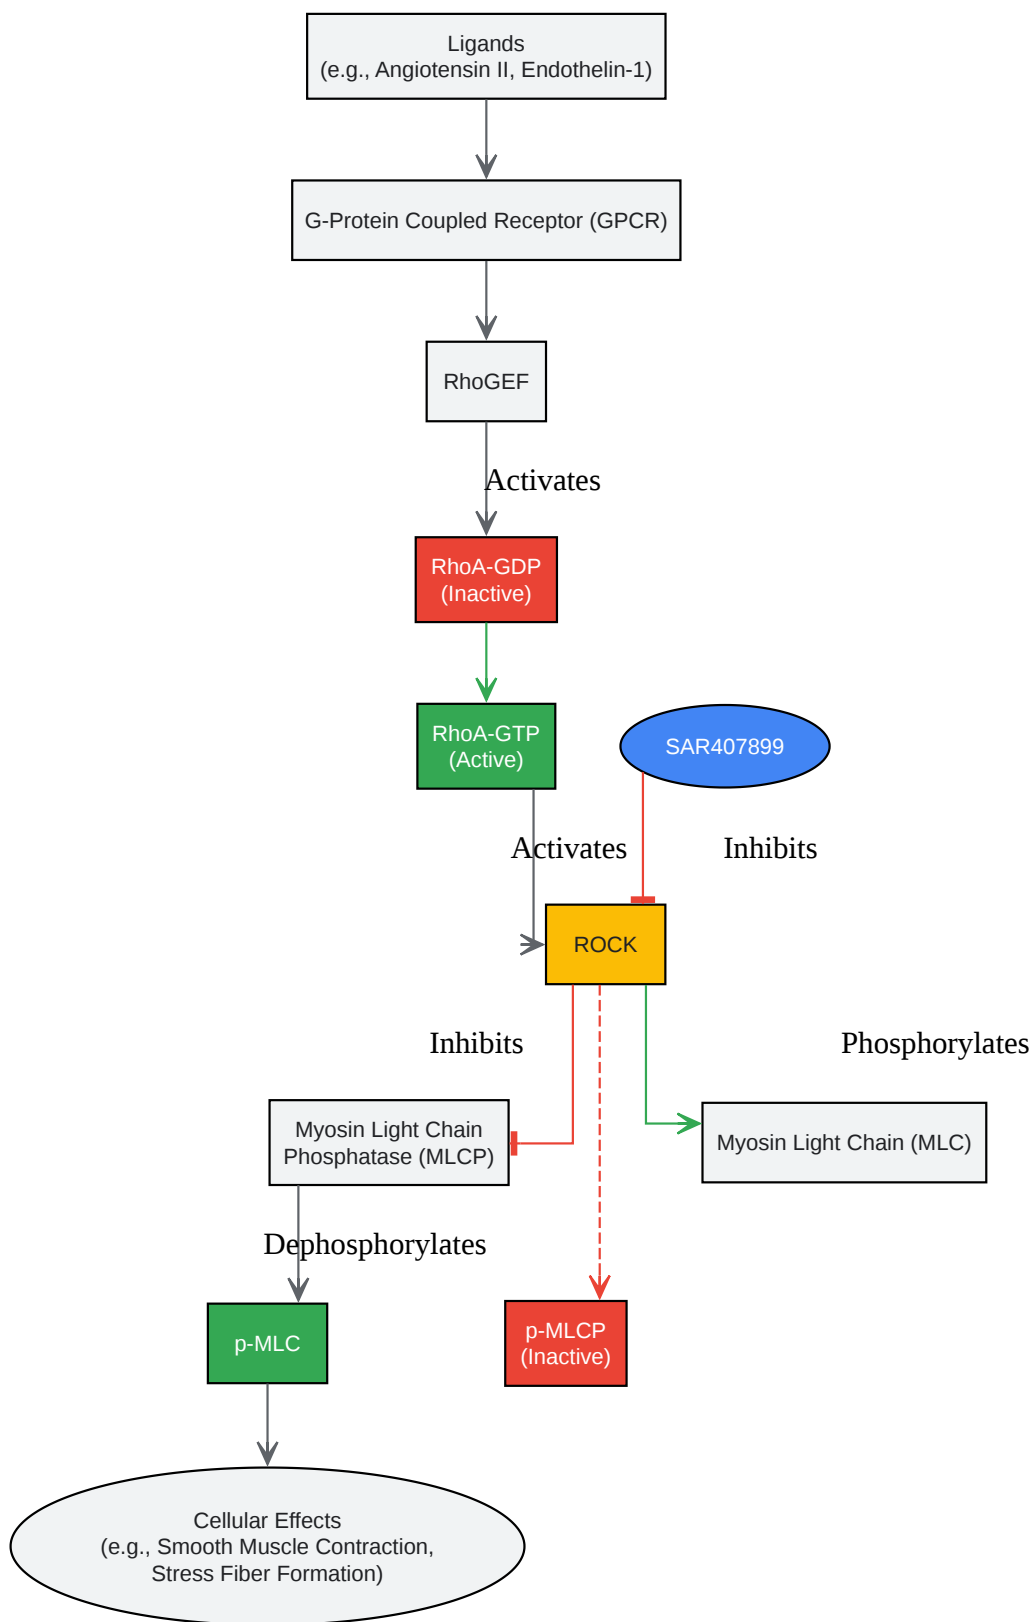 Ligands
(e.g., Angiotensin II, Endothelin-1)
G-Protein Coupled Receptor (GPCR)
RhoGEF
Activates
RhoA-GDP
(Inactive)
RhoA-GTP
(Active)
SAR407899
Activates
Inhibits
ROCK
Inhibits
Phosphorylates
Myosin Light Chain
Phosphatase (MLCP)
Myosin Light Chain (MLC)
Dephosphorylates
p-MLC
p-MLCP
(Inactive)
Cellular Effects
(e.g., Smooth Muscle Contraction,
Stress Fiber Formation)